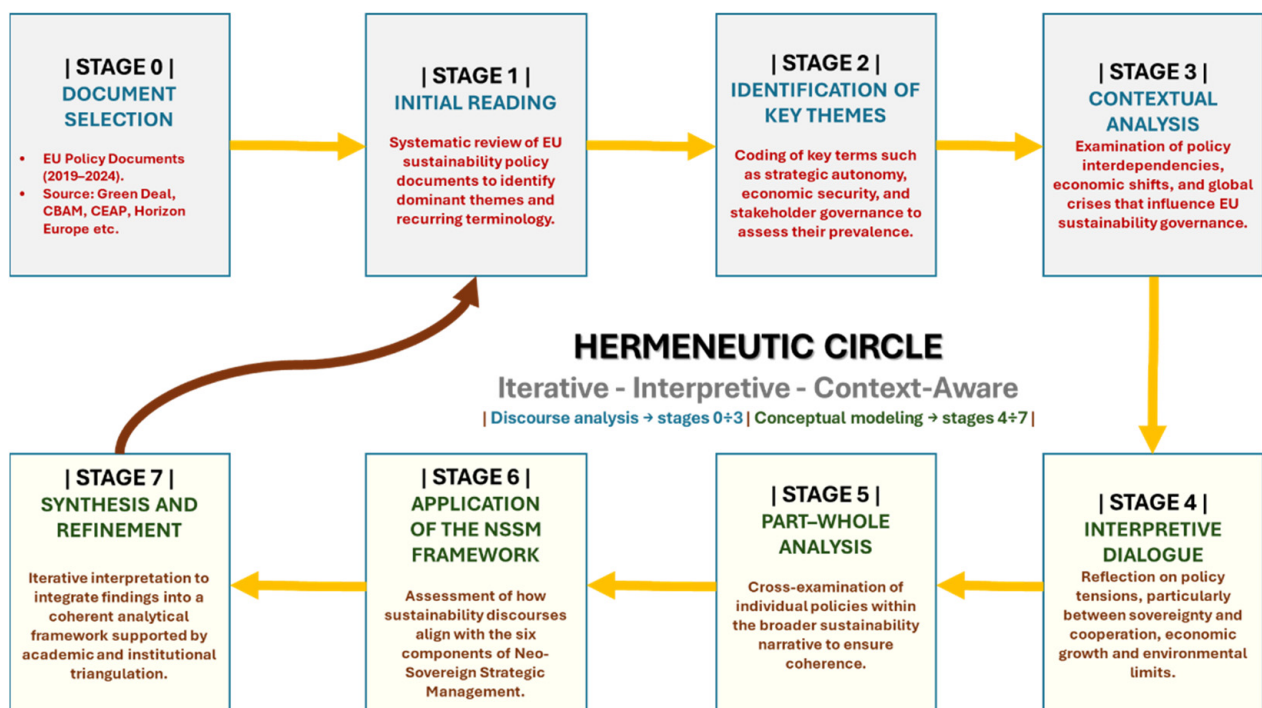 | STAGE 0 |
DOCUMENT
SELECTION
• EU Policy Documents
(2019–2024).
• Source: Green Deal,
CBAM, CEAP, Horizon
Europe etc.
| STAGE 1 |
INITIAL READING
Systematic review of EU
sustainability policy
documents to identify
dominant themes and
recurring terminology.
| STAGE 2 |
IDENTIFICATION OF
KEY THEMES
Coding of key terms such
as strategic autonomy,
economic security, and
stakeholder governance to
assess their prevalence.
| STAGE 3 |
CONTEXTUAL
ANALYSIS
Examination of policy
interdependencies,
economic shifts, and global
crises that influence EU
sustainability governance.
HERMENEUTIC CIRCLE
Iterative - Interpretive - Context-Aware
| Discourse analysis → stages 0÷3 | Conceptual modeling → stages 4÷7 |
| STAGE 7 |
SYNTHESIS AND
REFINEMENT
Iterative interpretation to
integrate findings into a
coherent analytical
framework supported by
academic and institutional
triangulation.
| STAGE 6 |
APPLICATION
OF THE NSSM
FRAMEWORK
Assessment of how
sustainability discourses
align with the six
components of Neo-
Sovereign Strategic
Management.
| STAGE 5 |
PART–WHOLE
ANALYSIS
Cross-examination of
individual policies within
the broader sustainability
narrative to ensure
coherence.
| STAGE 4 |
INTERPRETIVE
DIALOGUE
Reflection on policy
tensions, particularly
between sovereignty and
cooperation, economic
growth and environmental
limits.